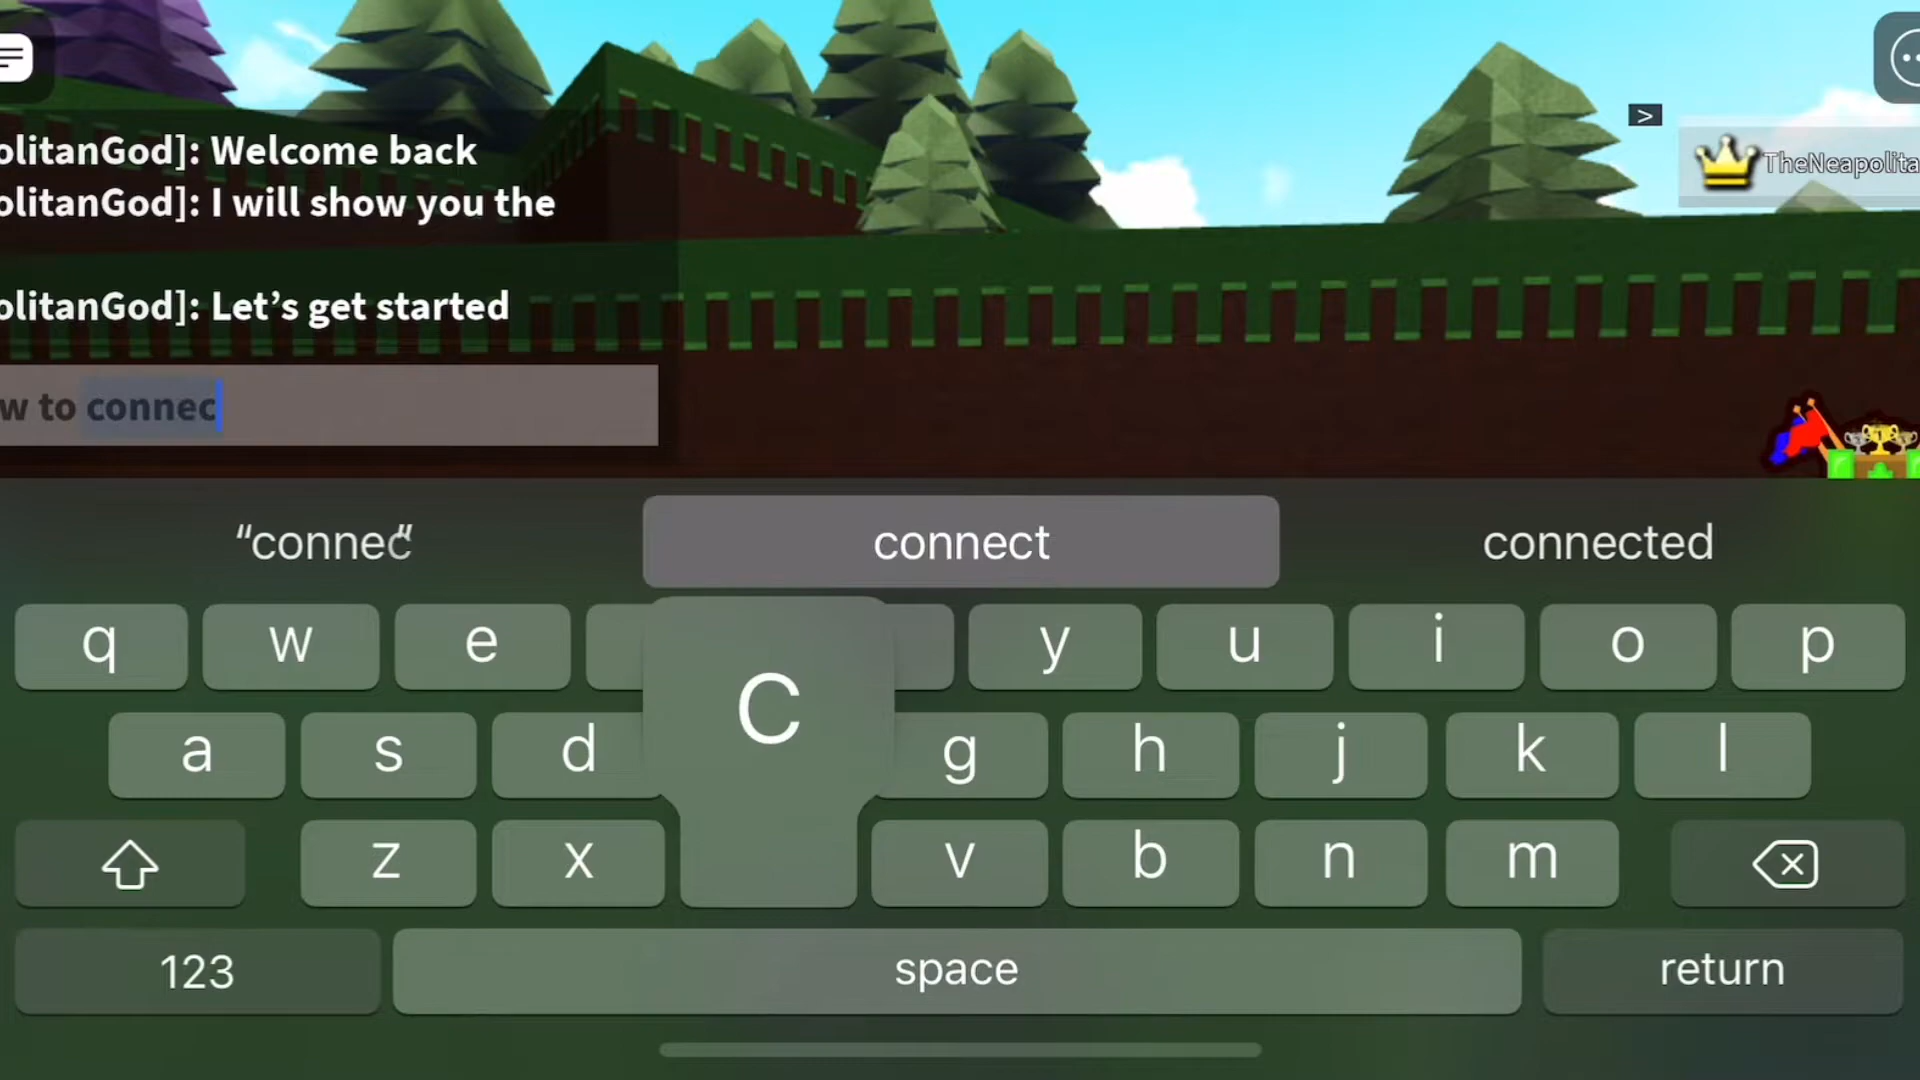 olitanGod]: Welcome back
>
TheNeapolita
olitanGod]: I will show you the
olitanGod]: Let's get started
w to connec
“connec“
connect
connected
q w e y u i o p
C
a s d g h j k l
z x v b n m
123 space return